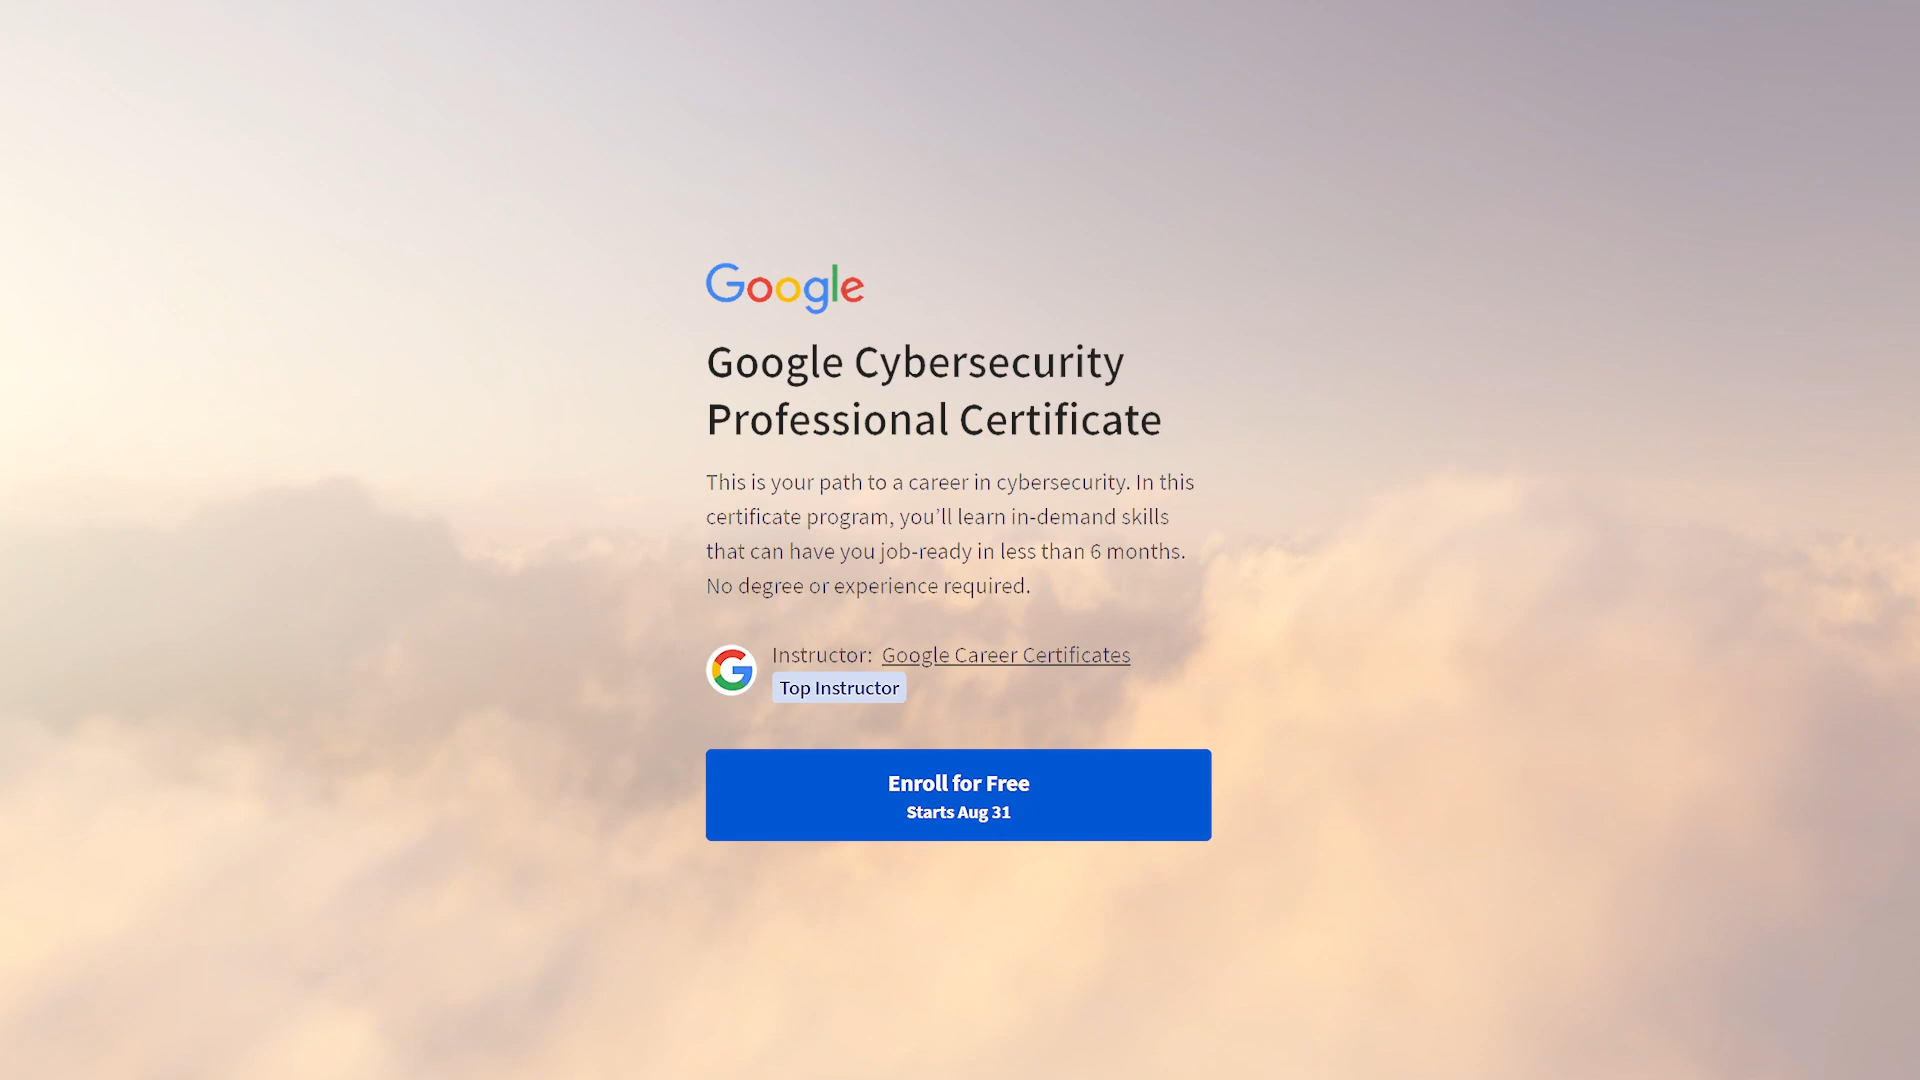 Google
Google Cybersecurity
Professional Certificate
This is your path to a career in cybersecurity. In this
certificate program, you’ll learn in-demand skills
that can have you job-ready in less than 6 months.
No degree or experience required.
G
Instructor: Google Career Certificates
Top Instructor
Enroll for Free
Starts Aug 31